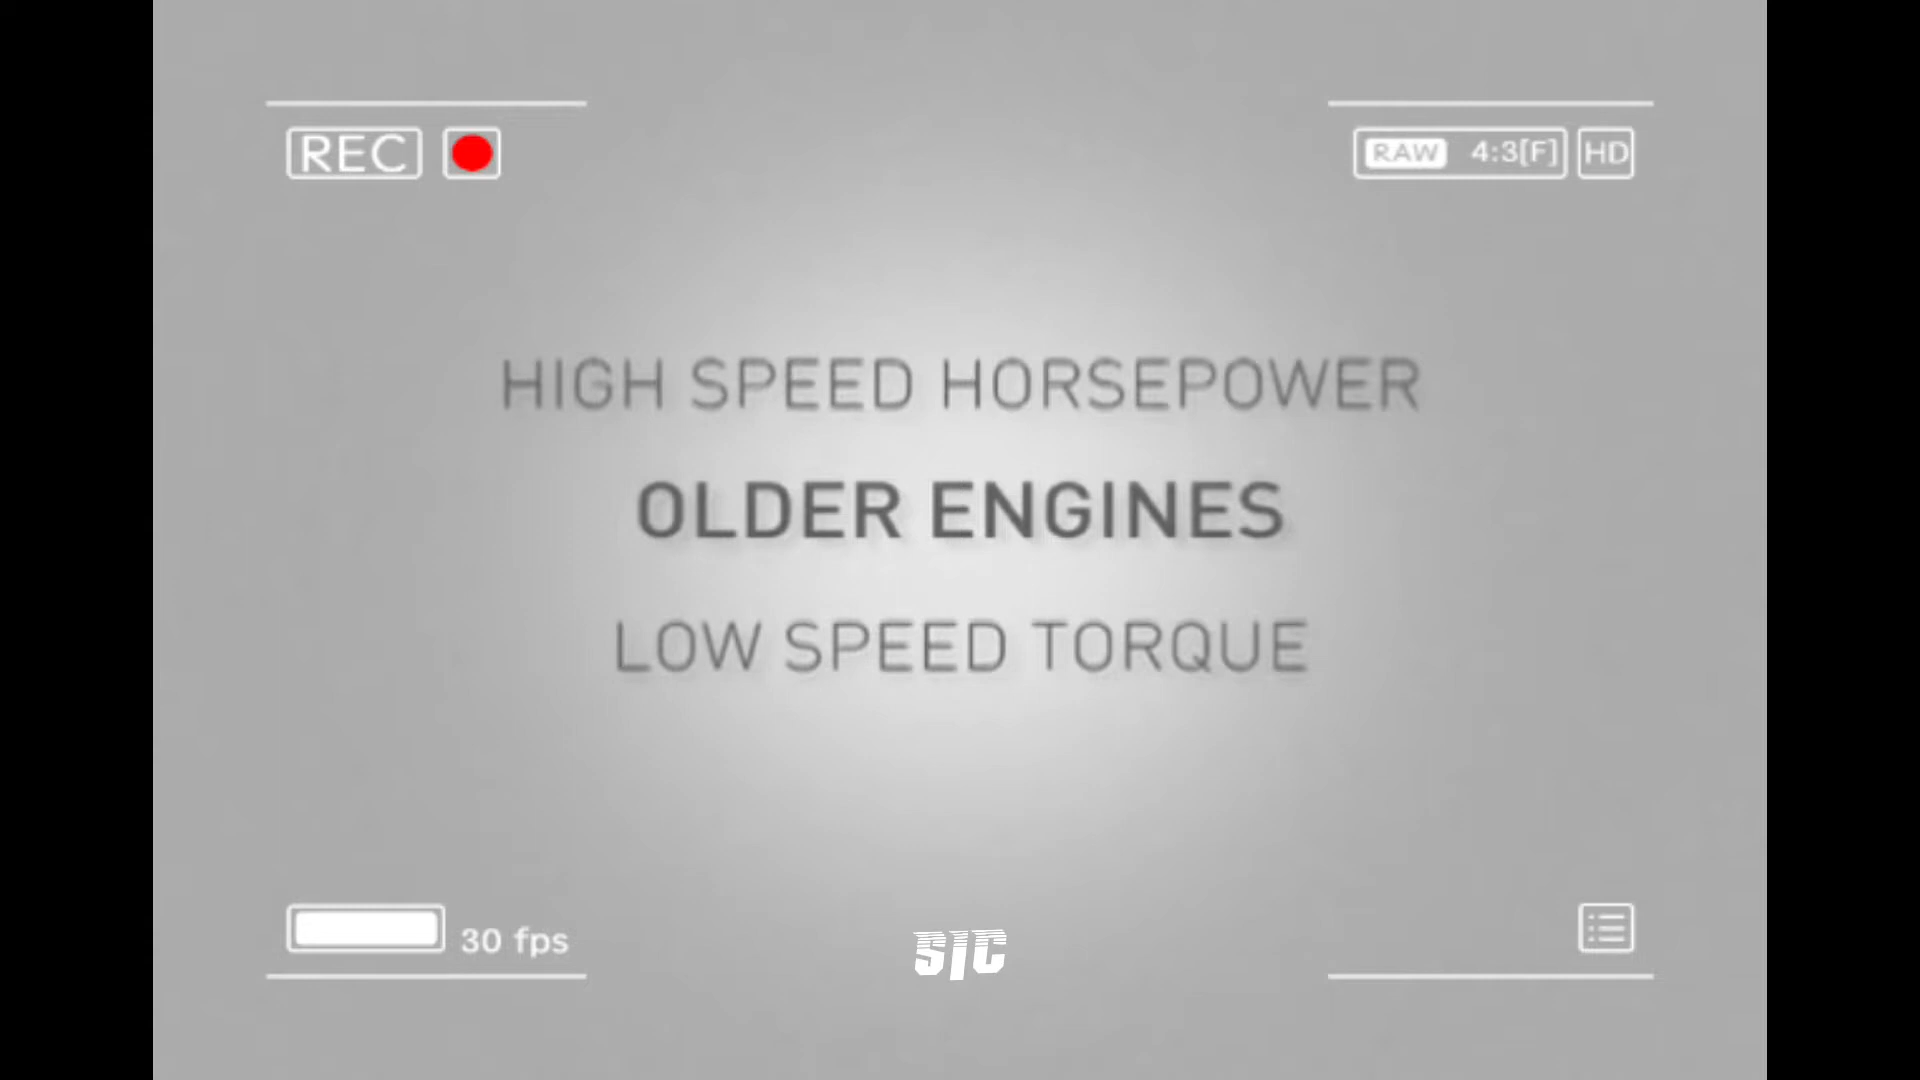 REC
RAW 4:3[F] HD
HIGH SPEED HORSEPOWER
OLDER ENGINES
LOW SPEED TORQUE
30 fps
SIC